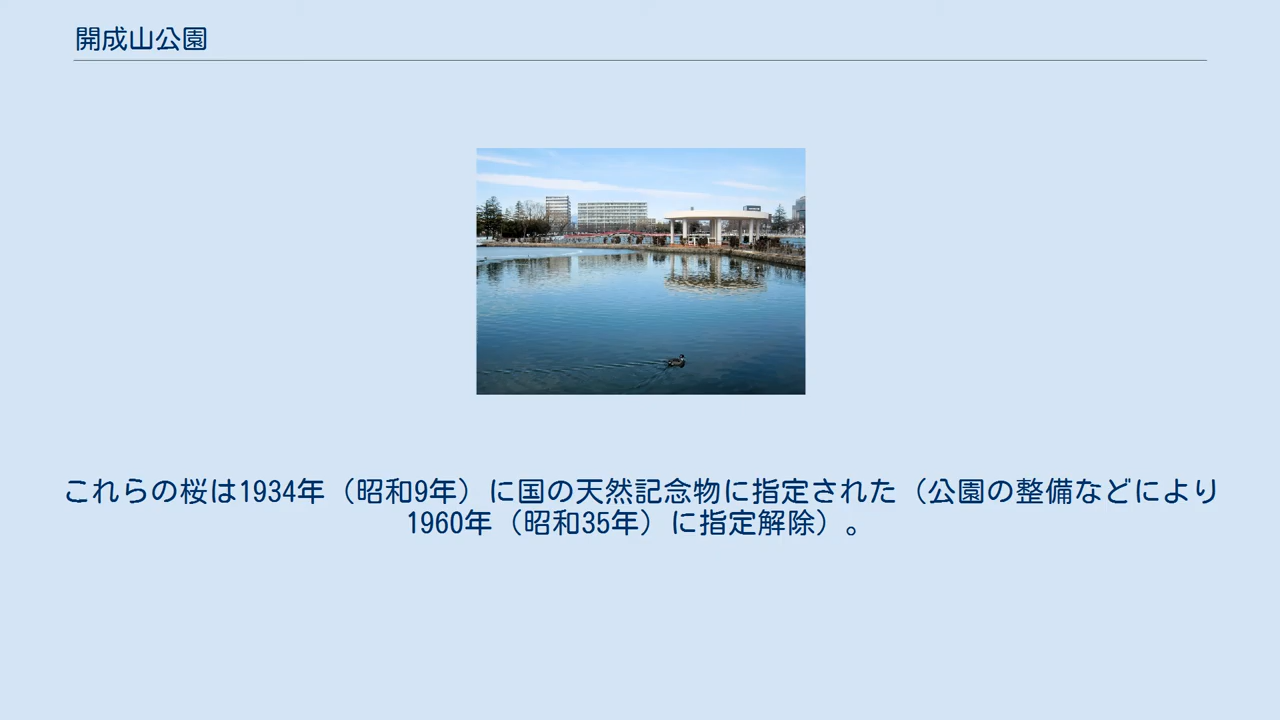 開成山公園
これらの桜は1934年（昭和9年）に国の天然記念物に指定された（公園の整備などにより
1960年（昭和35年）に指定解除）。